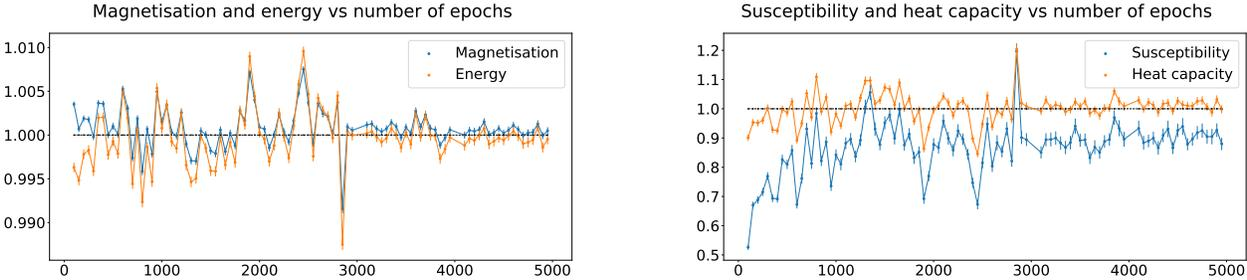 Magnetisation and energy vs number of epochs
1.010
1.005
1.000
0.995
0.990
Magnetisation
Energy
0 1000 2000 3000 4000 5000
Susceptibility and heat capacity vs number of epochs
1.2
1.1
1.0
0.9
0.8
0.7
0.6
0.5
Susceptibility
Heat capacity
0 1000 2000 3000 4000 5000